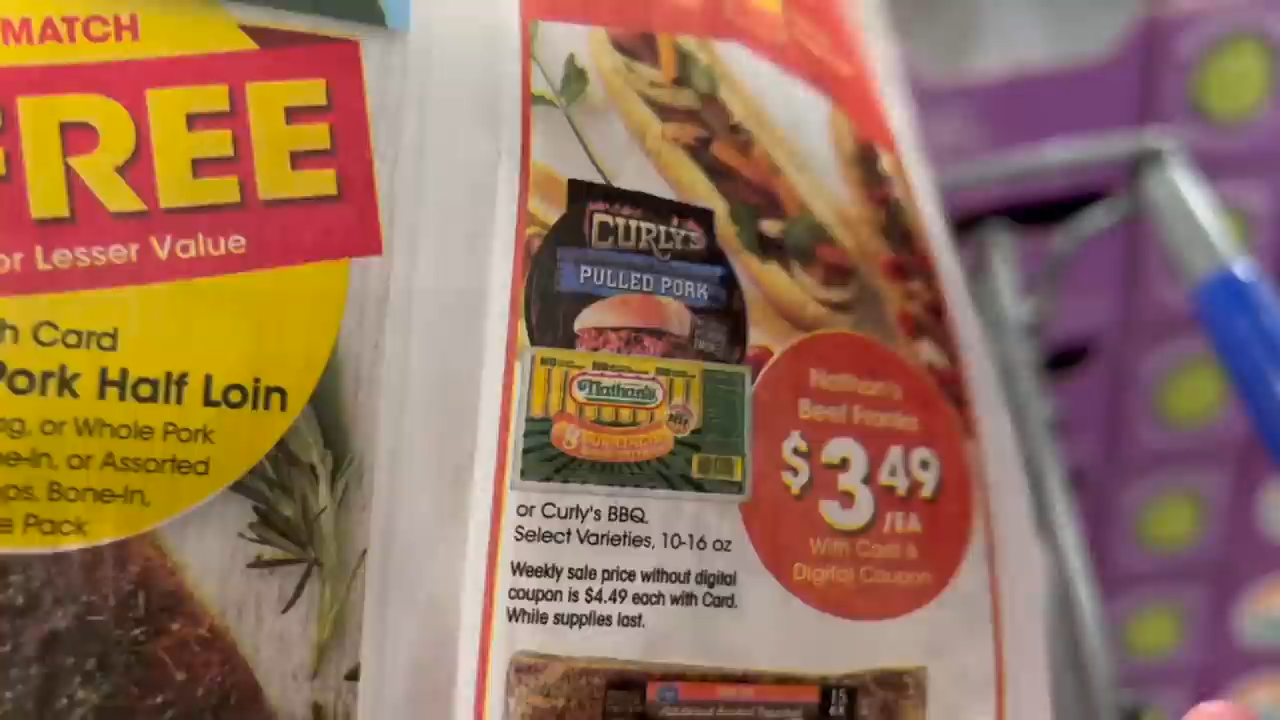 MATCH
FREE
or Lesser Value
h Card
Pork Half Loin
ag, or Whole Pork
e-In, or Assorted
ps, Bone-In,
e Pack
CURLY'S
PULLED PORK
Nathan's
Nathan's
Beef Franks
$3 49
/EA
With Card &
Digital Coupon
or Curly's BBQ,
Select Varieties, 10-16 oz
Weekly sale price without digital
coupon is $4.49 each with Card.
While supplies last.
15